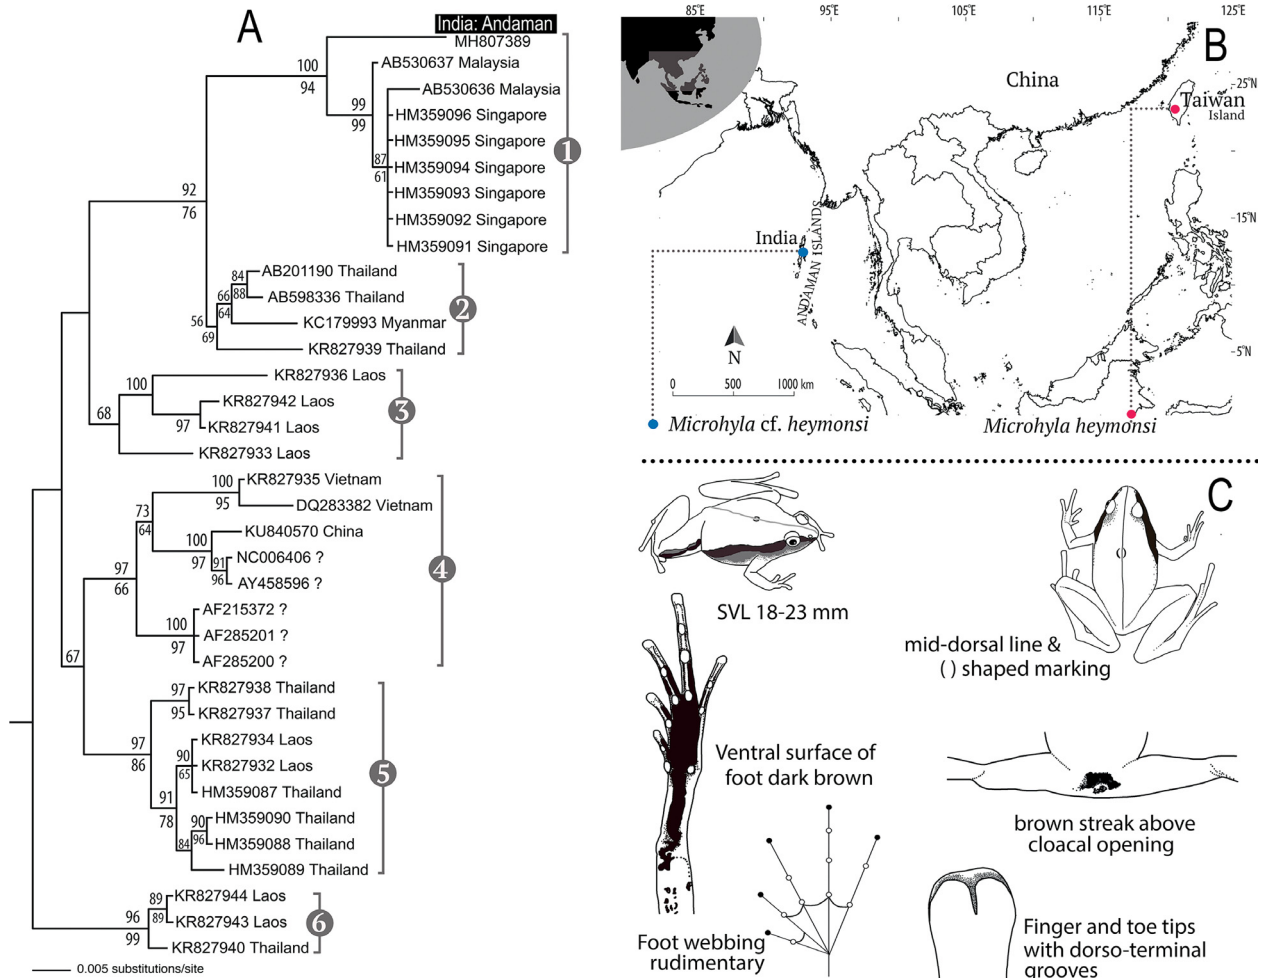 A
India: Andaman
MH807389
AB530637 Malaysia
AB530636 Malaysia
HM359096 Singapore
HM359095 Singapore
HM359094 Singapore
HM359093 Singapore
HM359092 Singapore
HM359091 Singapore
100
94
99
99
87
61
1
92
76
AB201190 Thailand
AB598336 Thailand
KC179993 Myanmar
KR827939 Thailand
84
88
66
64
56
69
2
KR827936 Laos
KR827942 Laos
KR827941 Laos
KR827933 Laos
100
97
68
3
KR827935 Vietnam
DQ283382 Vietnam
KU840570 China
NC006406 ?
AY458596 ?
AF215372 ?
AF285201 ?
AF285200 ?
100
95
73
64
100
97
91
96
97
66
100
97
4
67
KR827938 Thailand
KR827937 Thailand
KR827934 Laos
KR827932 Laos
HM359087 Thailand
HM359090 Thailand
HM359088 Thailand
HM359089 Thailand
97
95
97
86
90
65
91
78
90
96
84
5
KR827944 Laos
KR827943 Laos
KR827940 Thailand
89
89
96
99
6
0.005 substitutions/site
85°E
95°E
105°E
115°E
125°E
B
China
25°N
Taiwan
Island
15°N
India
ANDAMAN ISLANDS
5°N
N
0
500
1000 km
Microhyla cf. heymonsi
Microhyla heymonsi
C
SVL 18-23 mm
mid-dorsal line &
( ) shaped marking
Ventral surface of
foot dark brown
brown streak above
cloacal opening
Foot webbing
rudimentary
Finger and toe tips
with dorso-terminal
grooves